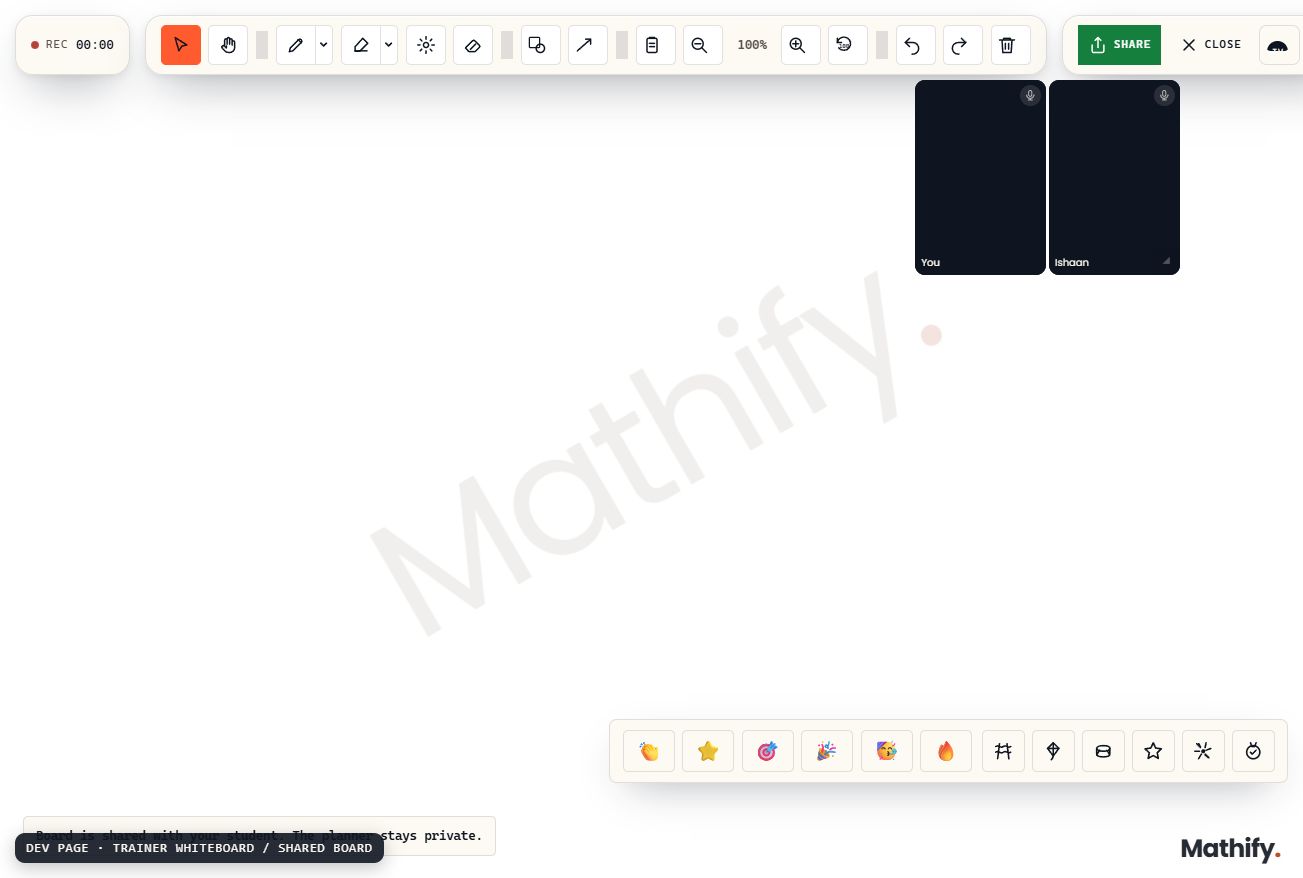 REC 00:00
100%
100
SHARE
CLOSE
You
Ishaan
Mathify.
Board is shared with your student. The planner stays private.
DEV PAGE · TRAINER WHITEBOARD / SHARED BOARD
Mathify.